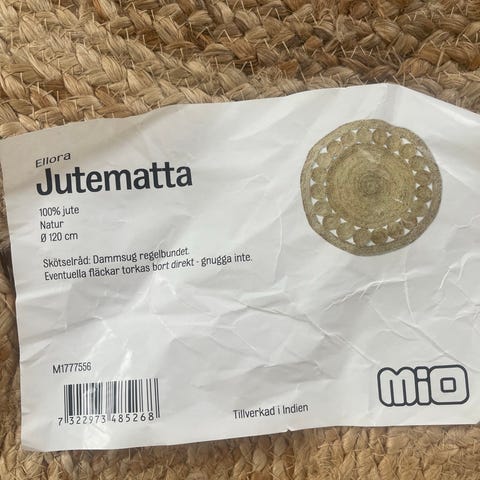 Ellora
Jutematta
100% jute
Natur
Ø 120 cm
Skötselråd: Dammsug regelbundet.
Eventuella fläckar torkas bort direkt - gnugga inte.
M1777556
7 322973 485268
Tillverkad i Indien
MiO